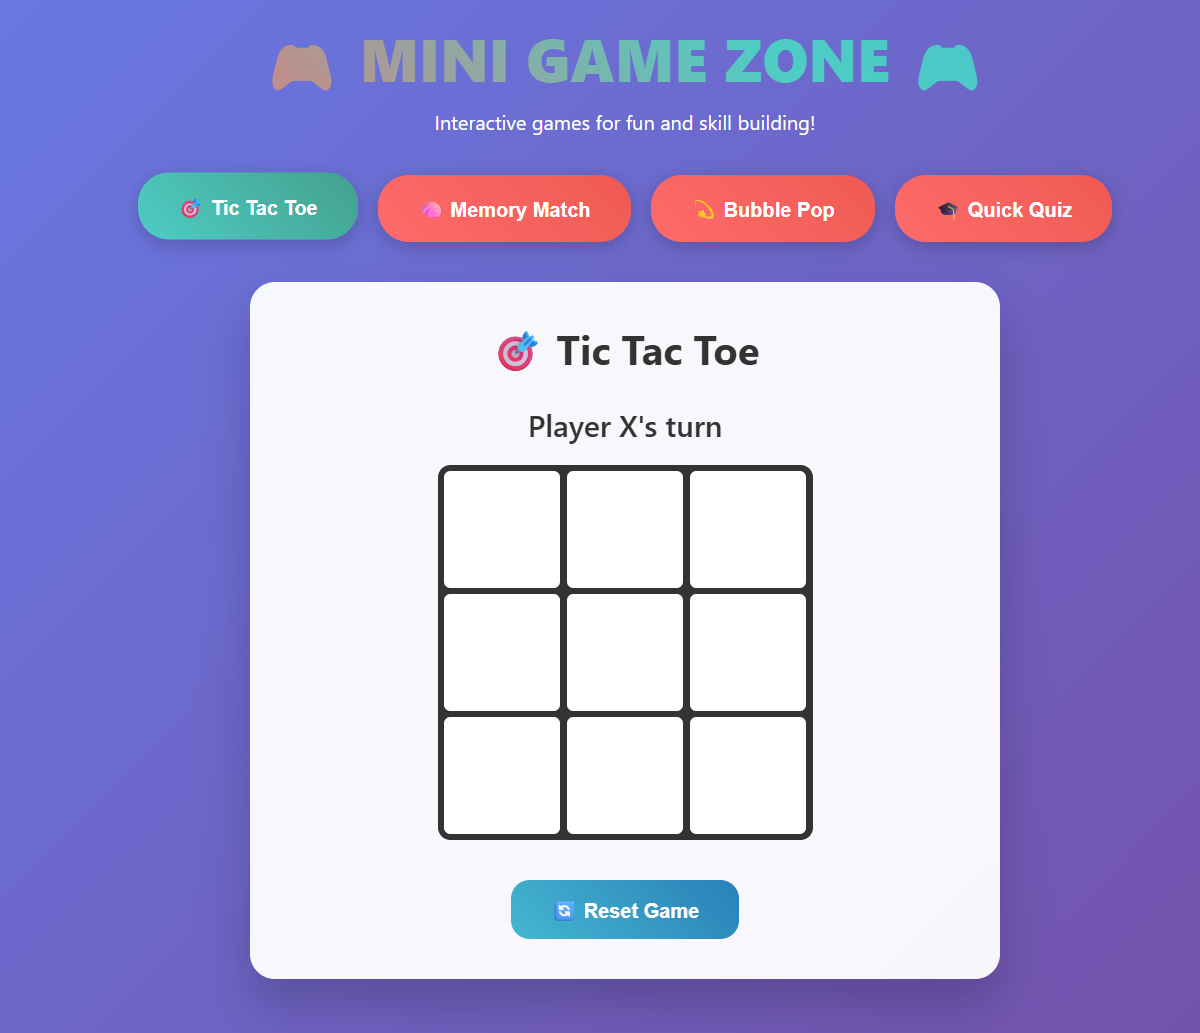 🎮 MINI GAME ZONE 🎮
Interactive games for fun and skill building!
🎯 Tic Tac Toe
🧠 Memory Match
💫 Bubble Pop
🎓 Quick Quiz
🎯 Tic Tac Toe
Player X's turn
🔄 Reset Game